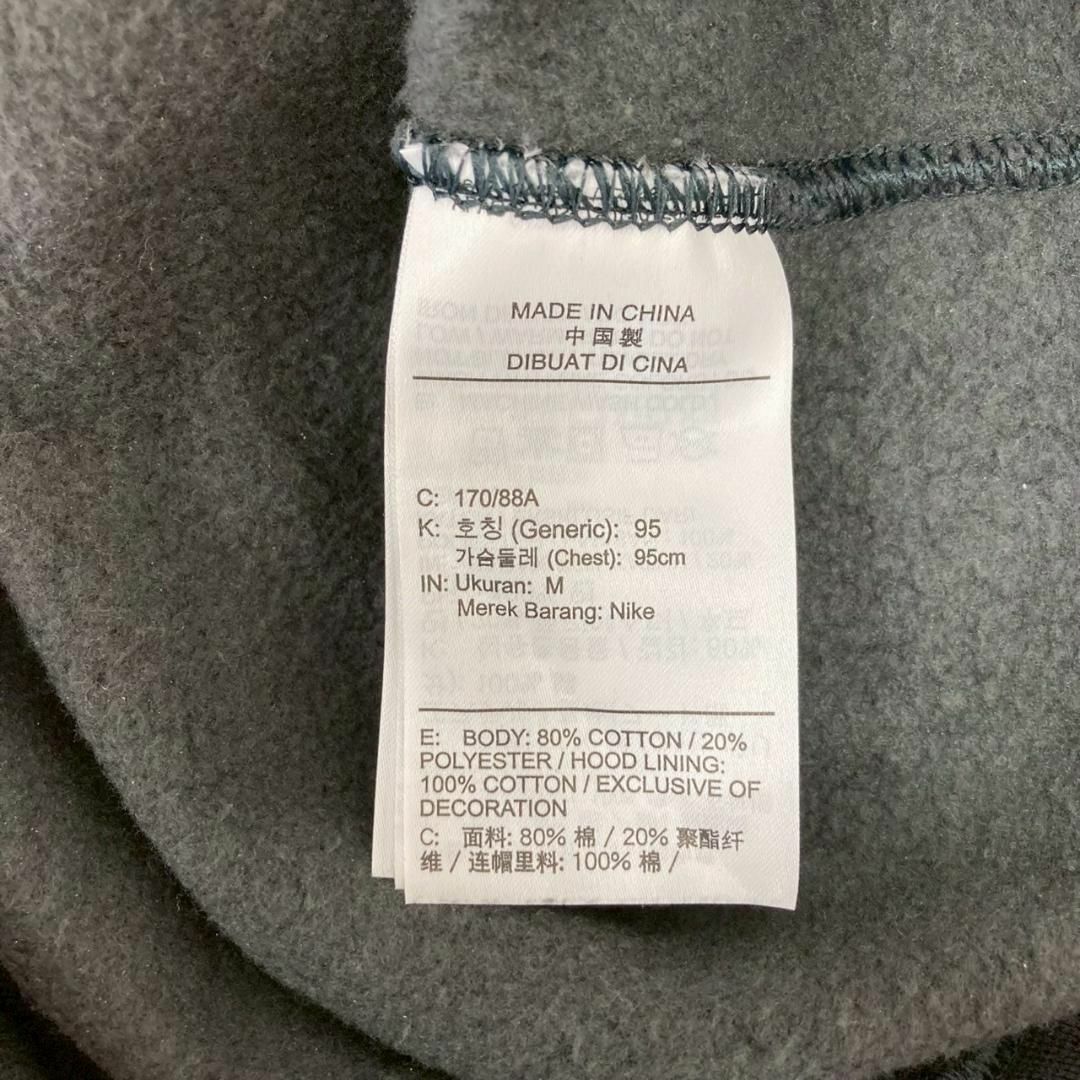 MADE IN CHINA
中国製
DIBUAT DI CINA
C: 170/88A
K: 호칭 (Generic): 95
가슴둘레 (Chest): 95cm
IN: Ukuran: M
Merek Barang: Nike
E: BODY: 80% COTTON / 20%
POLYESTER / HOOD LINING:
100% COTTON / EXCLUSIVE OF
DECORATION
C: 面料: 80% 棉 / 20% 聚酯纤
维 / 连帽里料: 100% 棉 /